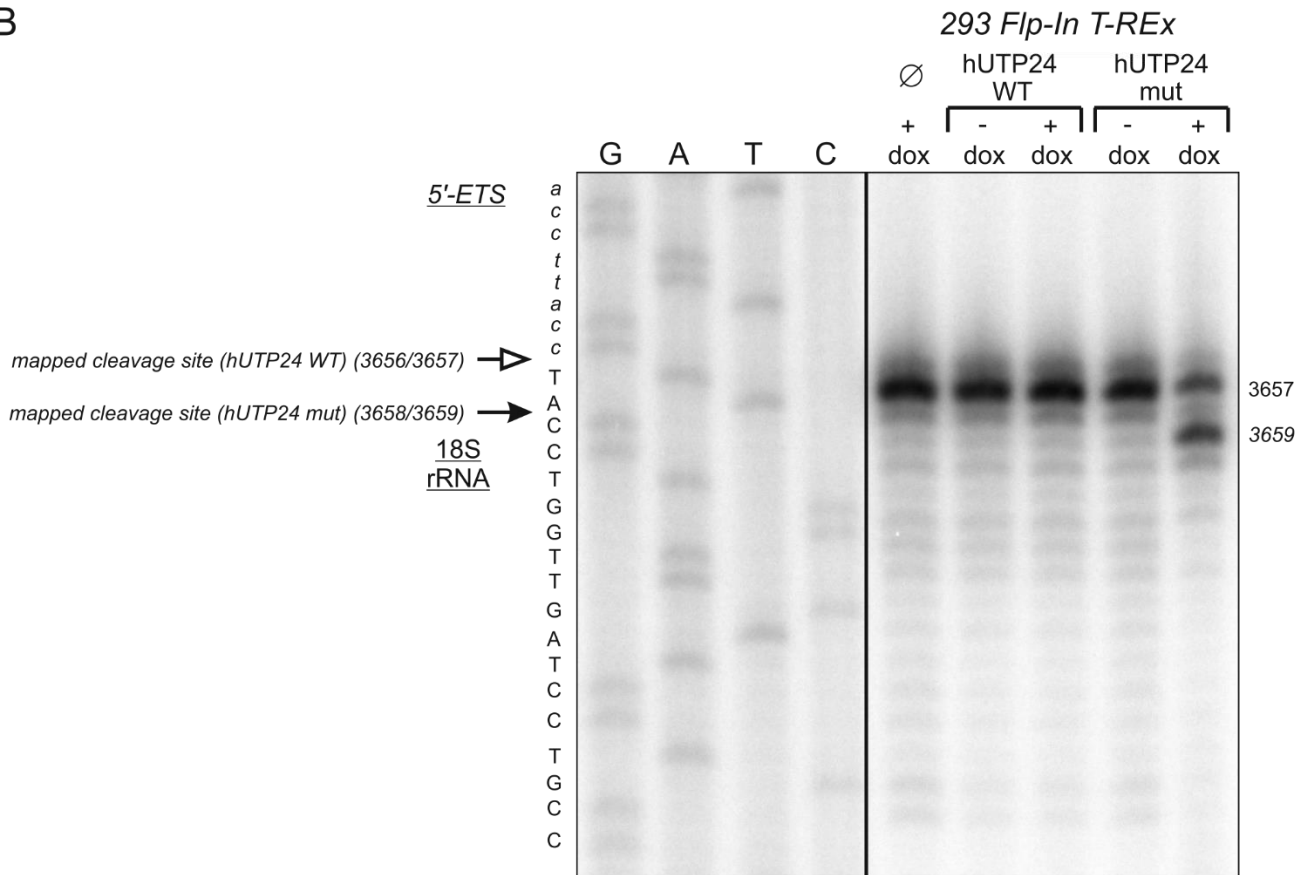 B
293 Flp-In T-REx
∅ hUTP24 WT hUTP24 mut
+ - + - +
dox dox dox dox dox
G A T C
5'-ETS
a
c
c
t
t
a
c
c
mapped cleavage site (hUTP24 WT) (3656/3657)
T
3657
A
mapped cleavage site (hUTP24 mut) (3658/3659)
C
3659
18S
rRNA
C
T
G
G
T
T
G
A
T
C
C
T
G
C
C